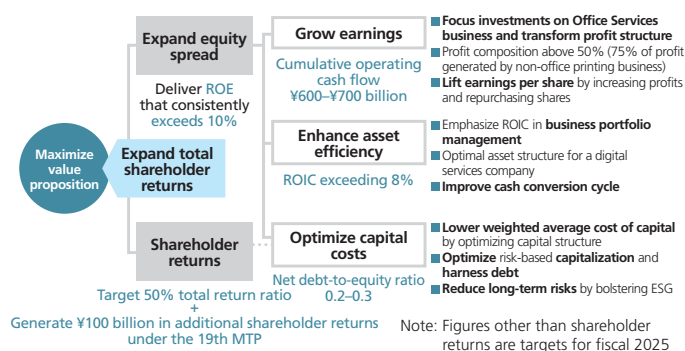 Maximize
value
proposition
Expand total
shareholder
returns
Expand equity
spread
Deliver ROE
that consistently
exceeds 10%
Shareholder
returns
Target 50% total return ratio
+
Generate ¥100 billion in additional shareholder returns
under the 19th MTP
Grow earnings
Cumulative operating
cash flow
¥600–¥700 billion
Enhance asset
efficiency
ROIC exceeding 8%
Optimize capital
costs
Net debt-to-equity ratio
0.2–0.3
Focus investments on Office Services
business and transform profit structure
Profit composition above 50% (75% of profit
generated by non-office printing business)
Lift earnings per share by increasing profits
and repurchasing shares
Emphasize ROIC in business portfolio
management
Optimal asset structure for a digital
services company
Improve cash conversion cycle
Lower weighted average cost of capital
by optimizing capital structure
Optimize risk-based capitalization and
harness debt
Reduce long-term risks by bolstering ESG
Note: Figures other than shareholder
returns are targets for fiscal 2025